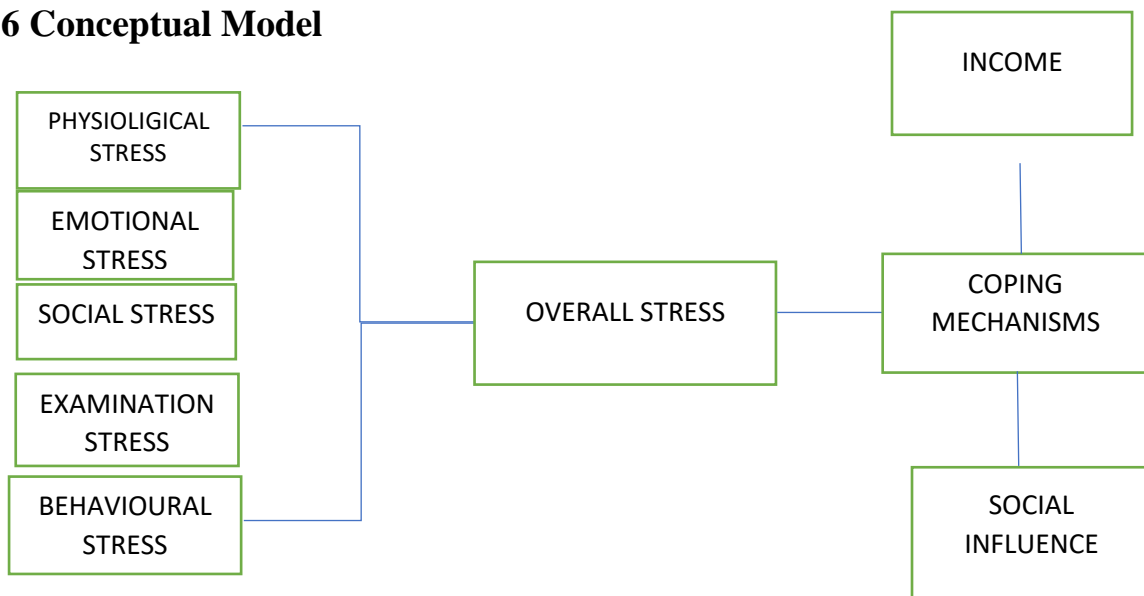 6 Conceptual Model
INCOME
PHYSIOLIGICAL
STRESS
EMOTIONAL
STRESS
SOCIAL STRESS
EXAMINATION
STRESS
BEHAVIOURAL
STRESS
OVERALL STRESS
COPING
MECHANISMS
SOCIAL
INFLUENCE